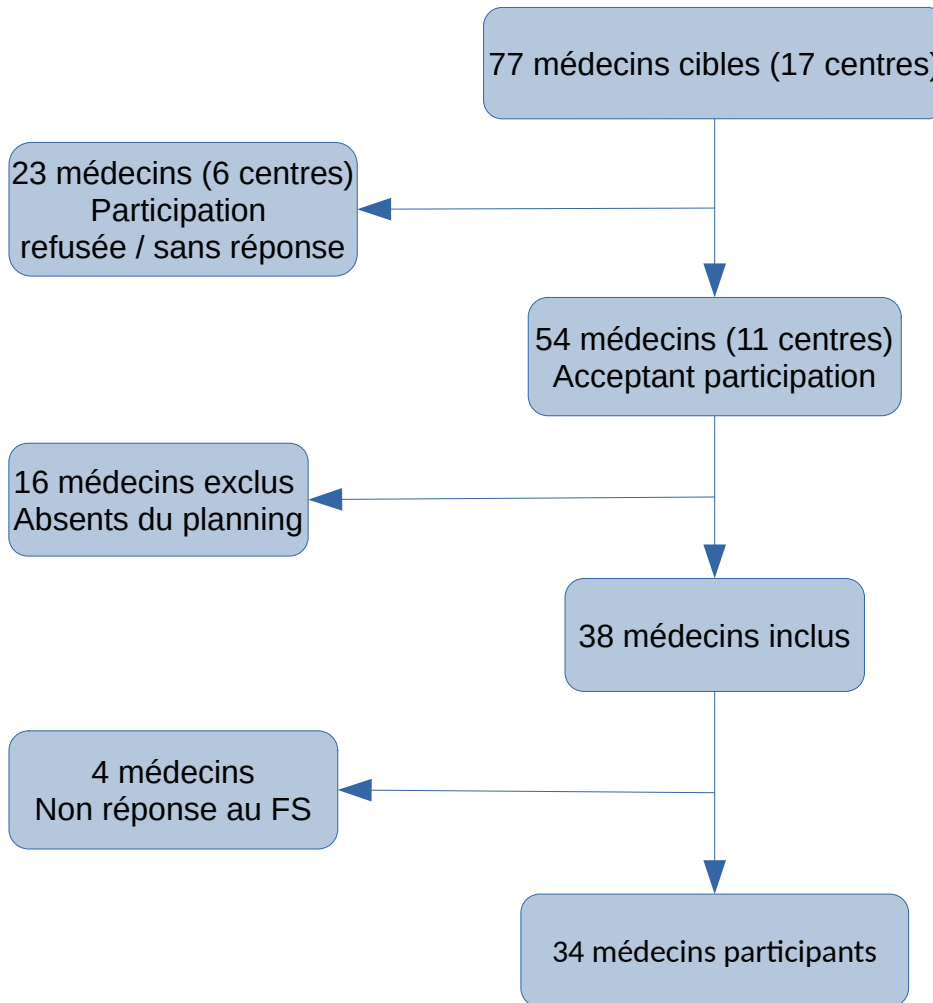 77 médecins cibles (17 centres)
23 médecins (6 centres)
Participation
refusée / sans réponse
54 médecins (11 centres)
Acceptant participation
16 médecins exclus
Absents du planning
38 médecins inclus
4 médecins
Non réponse au FS
34 médecins participants